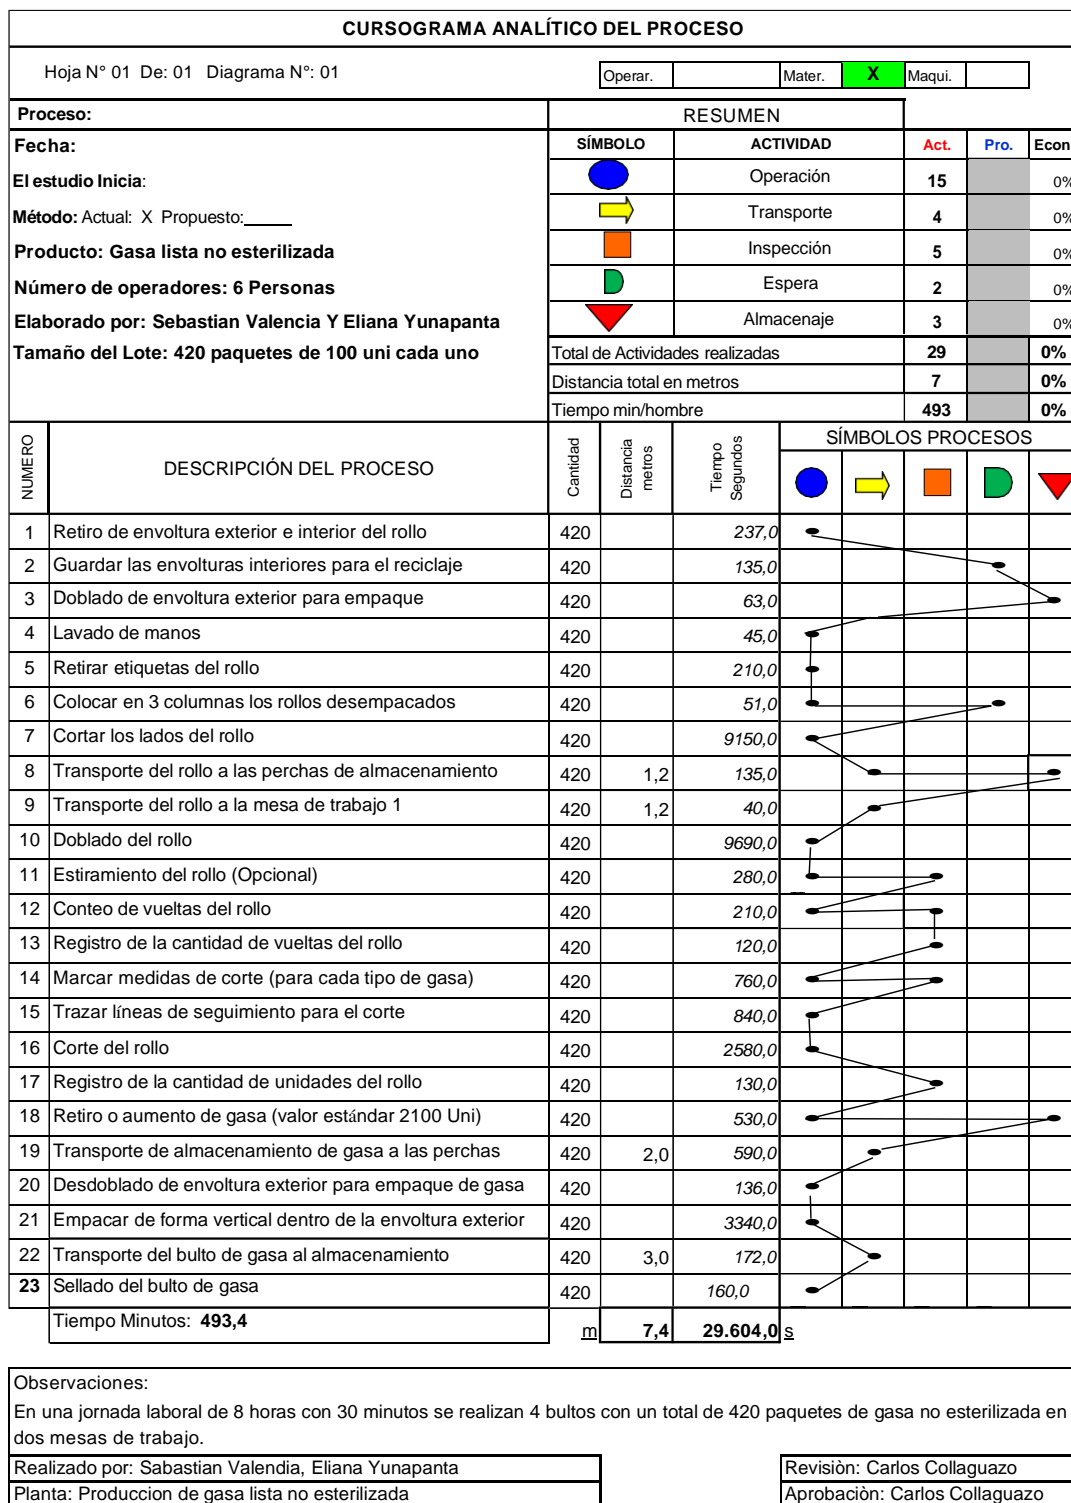 CURSOGRAMA ANALÍTICO DEL PROCESO
Hoja N° 01 De: 01 Diagrama N°: 01
Operar. Mater. X Maqui.
Proceso: RESUMEN
Fecha: SÍMBOLO ACTIVIDAD Act. Pro. Econ
El estudio Inicia: Operación 15 0%
Método: Actual: X Propuesto:_____ Transporte 4 0%
Producto: Gasa lista no esterilizada Inspección 5 0%
Número de operadores: 6 Personas Espera 2 0%
Elaborado por: Sebastian Valencia Y Eliana Yunapanta Almacenaje 3 0%
Tamaño del Lote: 420 paquetes de 100 uni cada uno Total de Actividades realizadas 29 0%
Distancia total en metros 7 0%
Tiempo min/hombre 493 0%
NUMERO DESCRIPCIÓN DEL PROCESO Cantidad Distancia metros Tiempo Segundos SÍMBOLOS PROCESOS
1 Retiro de envoltura exterior e interior del rollo 420 237,0
2 Guardar las envolturas interiores para el reciclaje 420 135,0
3 Doblado de envoltura exterior para empaque 420 63,0
4 Lavado de manos 420 45,0
5 Retirar etiquetas del rollo 420 210,0
6 Colocar en 3 columnas los rollos desempacados 420 51,0
7 Cortar los lados del rollo 420 9150,0
8 Transporte del rollo a las perchas de almacenamiento 420 1,2 135,0
9 Transporte del rollo a la mesa de trabajo 1 420 1,2 40,0
10 Doblado del rollo 420 9690,0
11 Estiramiento del rollo (Opcional) 420 280,0
12 Conteo de vueltas del rollo 420 210,0
13 Registro de la cantidad de vueltas del rollo 420 120,0
14 Marcar medidas de corte (para cada tipo de gasa) 420 760,0
15 Trazar líneas de seguimiento para el corte 420 840,0
16 Corte del rollo 420 2580,0
17 Registro de la cantidad de unidades del rollo 420 130,0
18 Retiro o aumento de gasa (valor estándar 2100 Uni) 420 530,0
19 Transporte de almacenamiento de gasa a las perchas 420 2,0 590,0
20 Desdoblado de envoltura exterior para empaque de gasa 420 136,0
21 Empacar de forma vertical dentro de la envoltura exterior 420 3340,0
22 Transporte del bulto de gasa al almacenamiento 420 3,0 172,0
23 Sellado del bulto de gasa 420 160,0
Tiempo Minutos: 493,4 m 7,4 29.604,0 s
Observaciones:
En una jornada laboral de 8 horas con 30 minutos se realizan 4 bultos con un total de 420 paquetes de gasa no esterilizada en
dos mesas de trabajo.
Realizado por: Sabastian Valendia, Eliana Yunapanta Revisiòn: Carlos Collaguazo
Planta: Produccion de gasa lista no esterilizada Aprobaciòn: Carlos Collaguazo